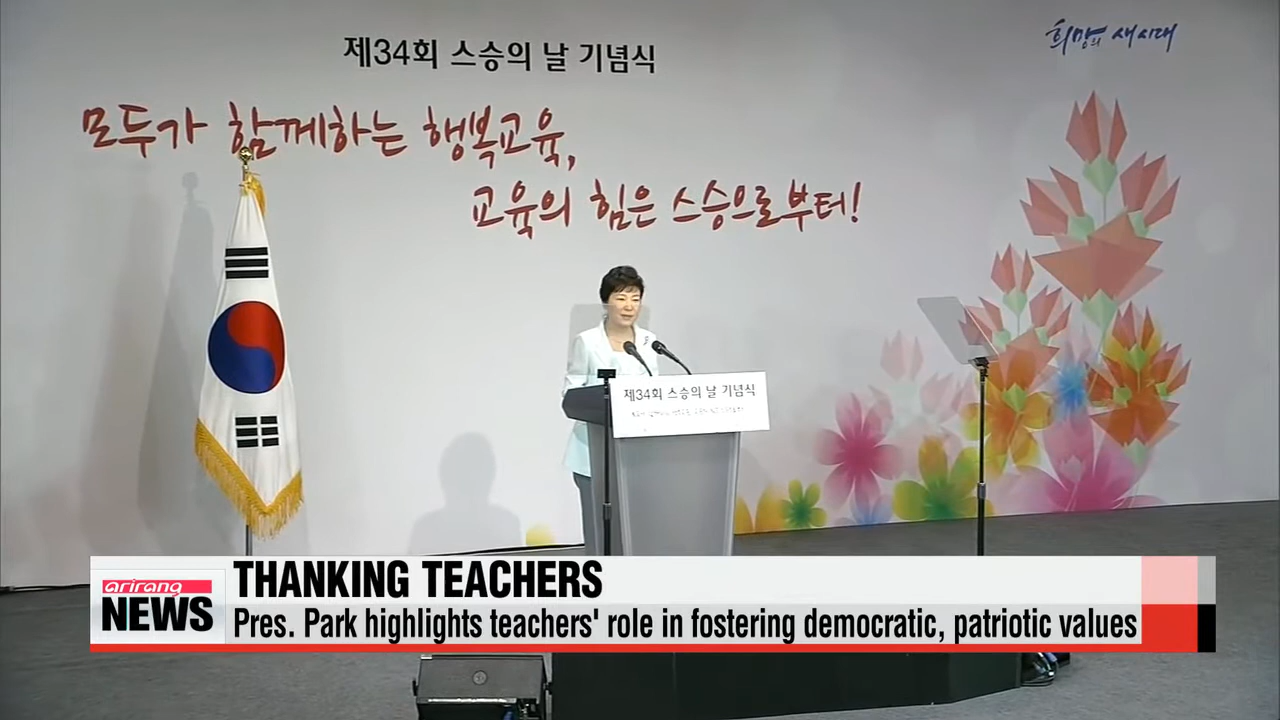 희망의 새시대
제34회 스승의 날 기념식
모두가 함께하는 행복교육,
교육의 힘은 스승으로부터!
제34회 스승의 날 기념식
arirang
NEWS
THANKING TEACHERS
Pres. Park highlights teachers' role in fostering democratic, patriotic values